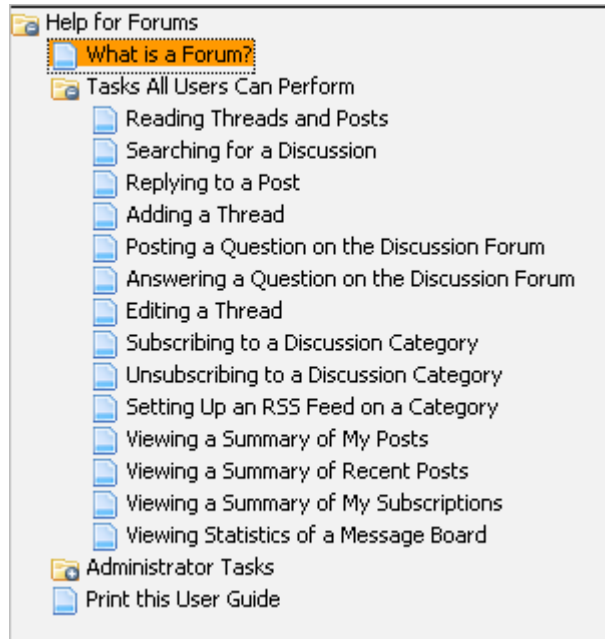 Help for Forums
What is a Forum?
Tasks All Users Can Perform
Reading Threads and Posts
Searching for a Discussion
Replying to a Post
Adding a Thread
Posting a Question on the Discussion Forum
Answering a Question on the Discussion Forum
Editing a Thread
Subscribing to a Discussion Category
Unsubscribing to a Discussion Category
Setting Up an RSS Feed on a Category
Viewing a Summary of My Posts
Viewing a Summary of Recent Posts
Viewing a Summary of My Subscriptions
Viewing Statistics of a Message Board
Administrator Tasks
Print this User Guide